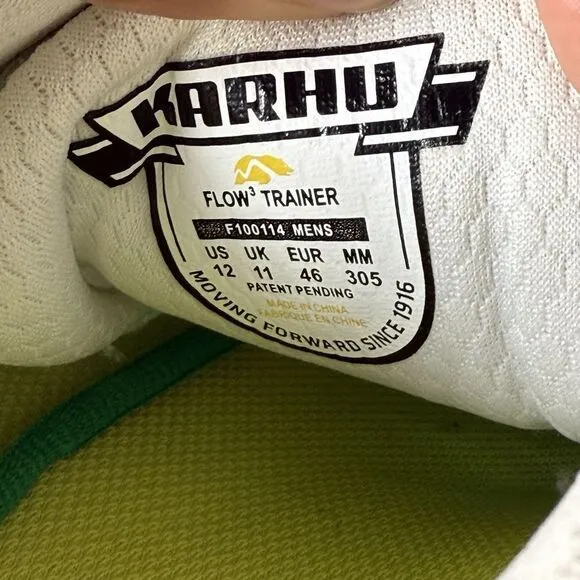 KARHU
FLOW³ TRAINER
F100114 MENS
US UK EUR MM
12 11 46 305
PATENT PENDING
MADE IN CHINA
FABRIQUE EN CHINE
MOVING FORWARD SINCE 1916